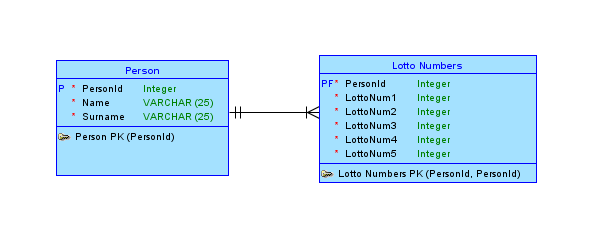 Person
P * PersonId Integer
* Name VARCHAR (25)
* Surname VARCHAR (25)
Person PK (PersonId)
Lotto Numbers
PF* PersonId Integer
* LottoNum1 Integer
* LottoNum2 Integer
* LottoNum3 Integer
* LottoNum4 Integer
* LottoNum5 Integer
Lotto Numbers PK (PersonId, PersonId)